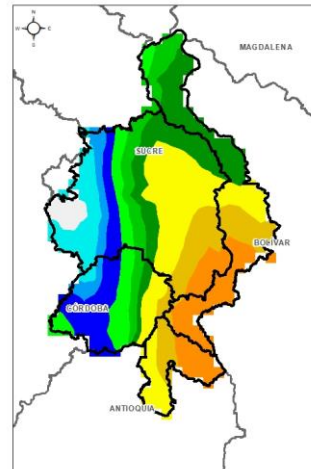 N
W E
S
MAGDALENA
SUCRE
BOLIVAR
CÓRDOBA
ANTIOQUIA